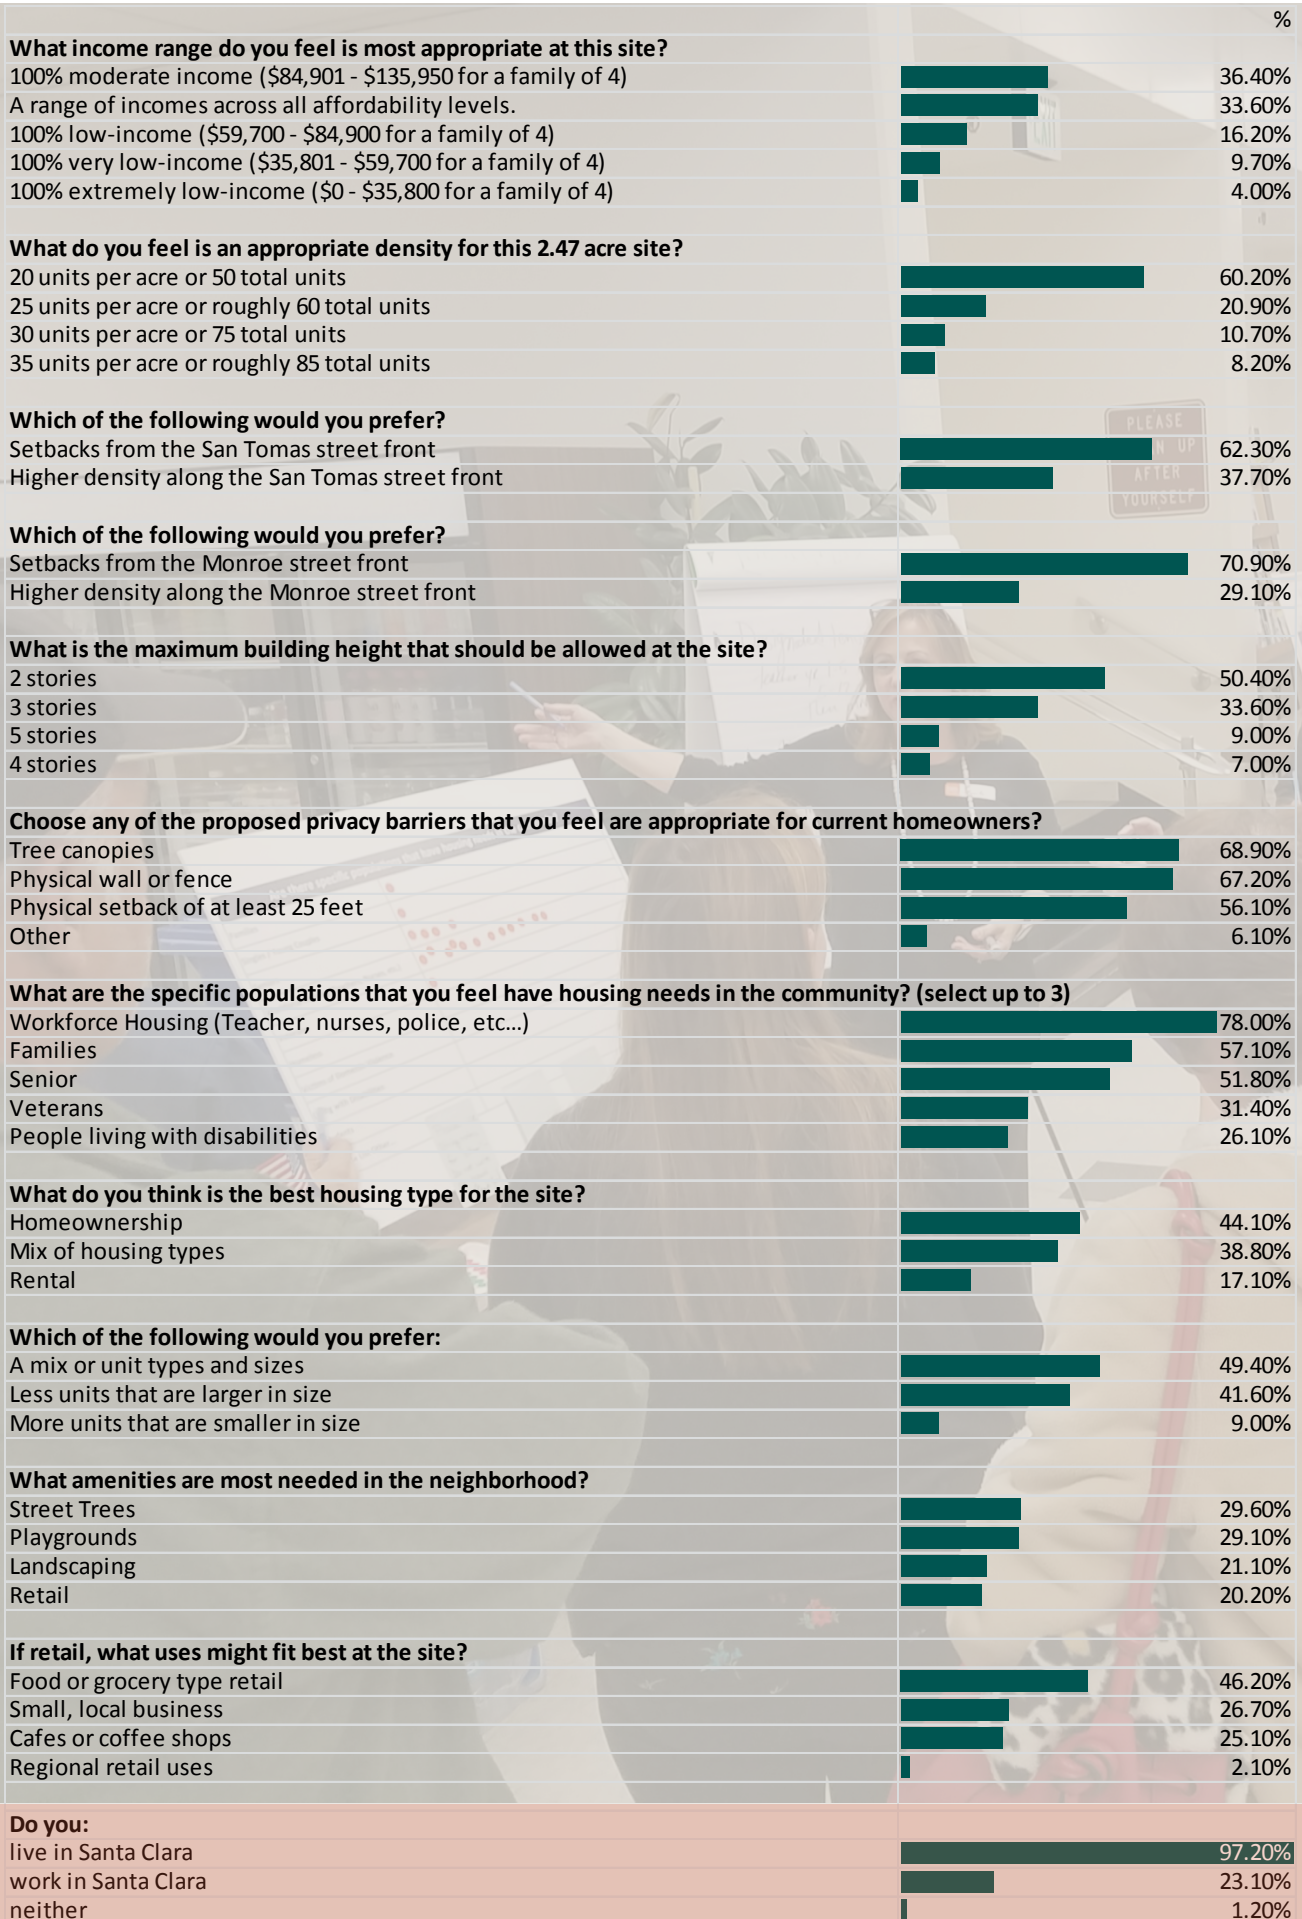 %
What income range do you feel is most appropriate at this site?
100% moderate income ($84,901 - $135,950 for a family of 4) 36.40%
A range of incomes across all affordability levels. 33.60%
100% low-income ($59,700 - $84,900 for a family of 4) 16.20%
100% very low-income ($35,801 - $59,700 for a family of 4) 9.70%
100% extremely low-income ($0 - $35,800 for a family of 4) 4.00%
What do you feel is an appropriate density for this 2.47 acre site?
20 units per acre or 50 total units 60.20%
25 units per acre or roughly 60 total units 20.90%
30 units per acre or 75 total units 10.70%
35 units per acre or roughly 85 total units 8.20%
Which of the following would you prefer?
Setbacks from the San Tomas street front 62.30%
Higher density along the San Tomas street front 37.70%
PLEASE
UP
AFTER
YOURSELF
Which of the following would you prefer?
Setbacks from the Monroe street front 70.90%
Higher density along the Monroe street front 29.10%
What is the maximum building height that should be allowed at the site?
2 stories 50.40%
3 stories 33.60%
5 stories 9.00%
4 stories 7.00%
Choose any of the proposed privacy barriers that you feel are appropriate for current homeowners?
Tree canopies 68.90%
Physical wall or fence 67.20%
Physical setback of at least 25 feet 56.10%
Other 6.10%
What are the specific populations that you feel have housing needs in the community? (select up to 3)
Workforce Housing (Teacher, nurses, police, etc...) 78.00%
Families 57.10%
Senior 51.80%
Veterans 31.40%
People living with disabilities 26.10%
What do you think is the best housing type for the site?
Homeownership 44.10%
Mix of housing types 38.80%
Rental 17.10%
Which of the following would you prefer:
A mix or unit types and sizes 49.40%
Less units that are larger in size 41.60%
More units that are smaller in size 9.00%
What amenities are most needed in the neighborhood?
Street Trees 29.60%
Playgrounds 29.10%
Landscaping 21.10%
Retail 20.20%
If retail, what uses might fit best at the site?
Food or grocery type retail 46.20%
Small, local business 26.70%
Cafes or coffee shops 25.10%
Regional retail uses 2.10%
Do you:
live in Santa Clara 97.20%
work in Santa Clara 23.10%
neither 1.20%